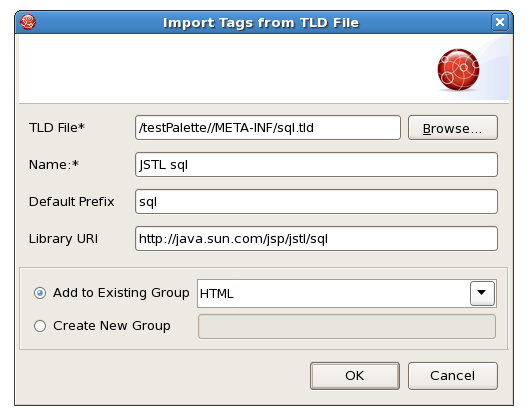 Import Tags from TLD File
TLD File* /testPalette//META-INF/sql.tld Browse...
Name:* JSTL sql
Default Prefix sql
Library URI http://java.sun.com/jsp/jstl/sql
Add to Existing Group HTML
Create New Group
OK Cancel